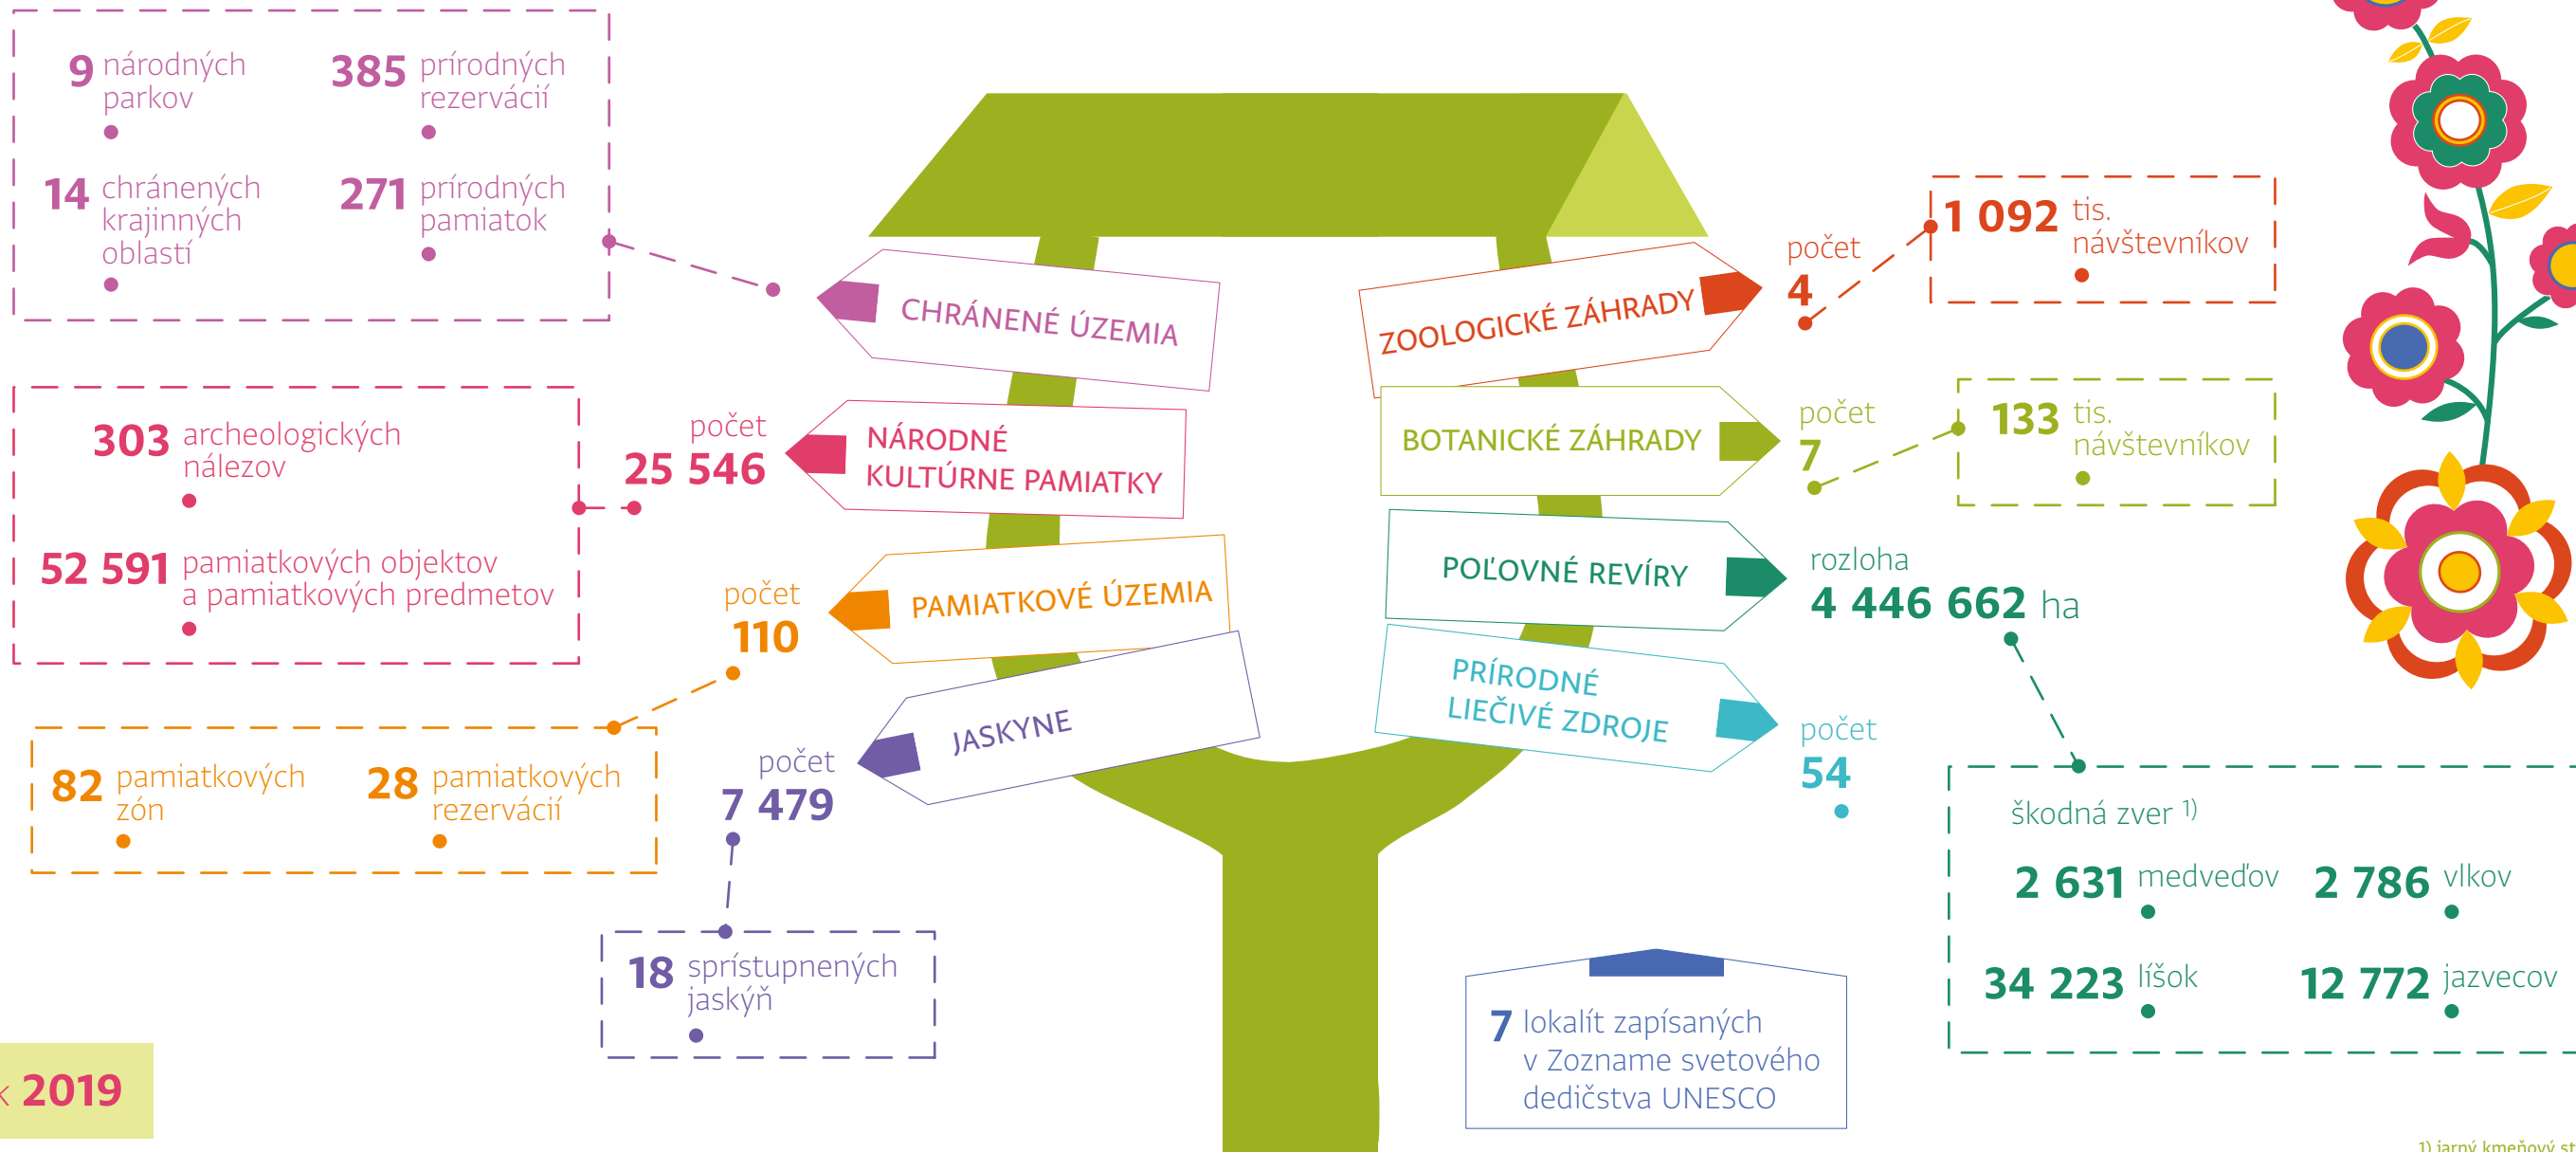 9 národných
parkov
385 prírodných
rezervácií
14 chránených
krajinných
oblastí
271 prírodných
pamiatok
CHRÁNENÉ ÚZEMIA
303 archeologických
nálezov
52 591 pamiatkových objektov
a pamiatkových predmetov
počet
25 546
NÁRODNÉ
KULTÚRNE PAMIATKY
počet
110
PAMIATKOVÉ ÚZEMIA
82 pamiatkových
zón
28 pamiatkových
rezervácií
počet
7 479
JASKYNE
18 sprístupnených
jaskýň
ZOOLOGICKÉ ZÁHRADY
počet
4
1 092 tis.
návštevníkov
BOTANICKÉ ZÁHRADY
počet
7
133 tis.
návštevníkov
POĽOVNÉ REVÍRY
rozloha
4 446 662 ha
PRÍRODNÉ
LIEČIVÉ ZDROJE
počet
54
škodná zver 1)
2 631 medveďov
2 786 vlkov
34 223 líšok
12 772 jazvecov
7 lokalít zapísaných
v Zozname svetového
dedičstva UNESCO
k 2019
1) jarný kmeňový st